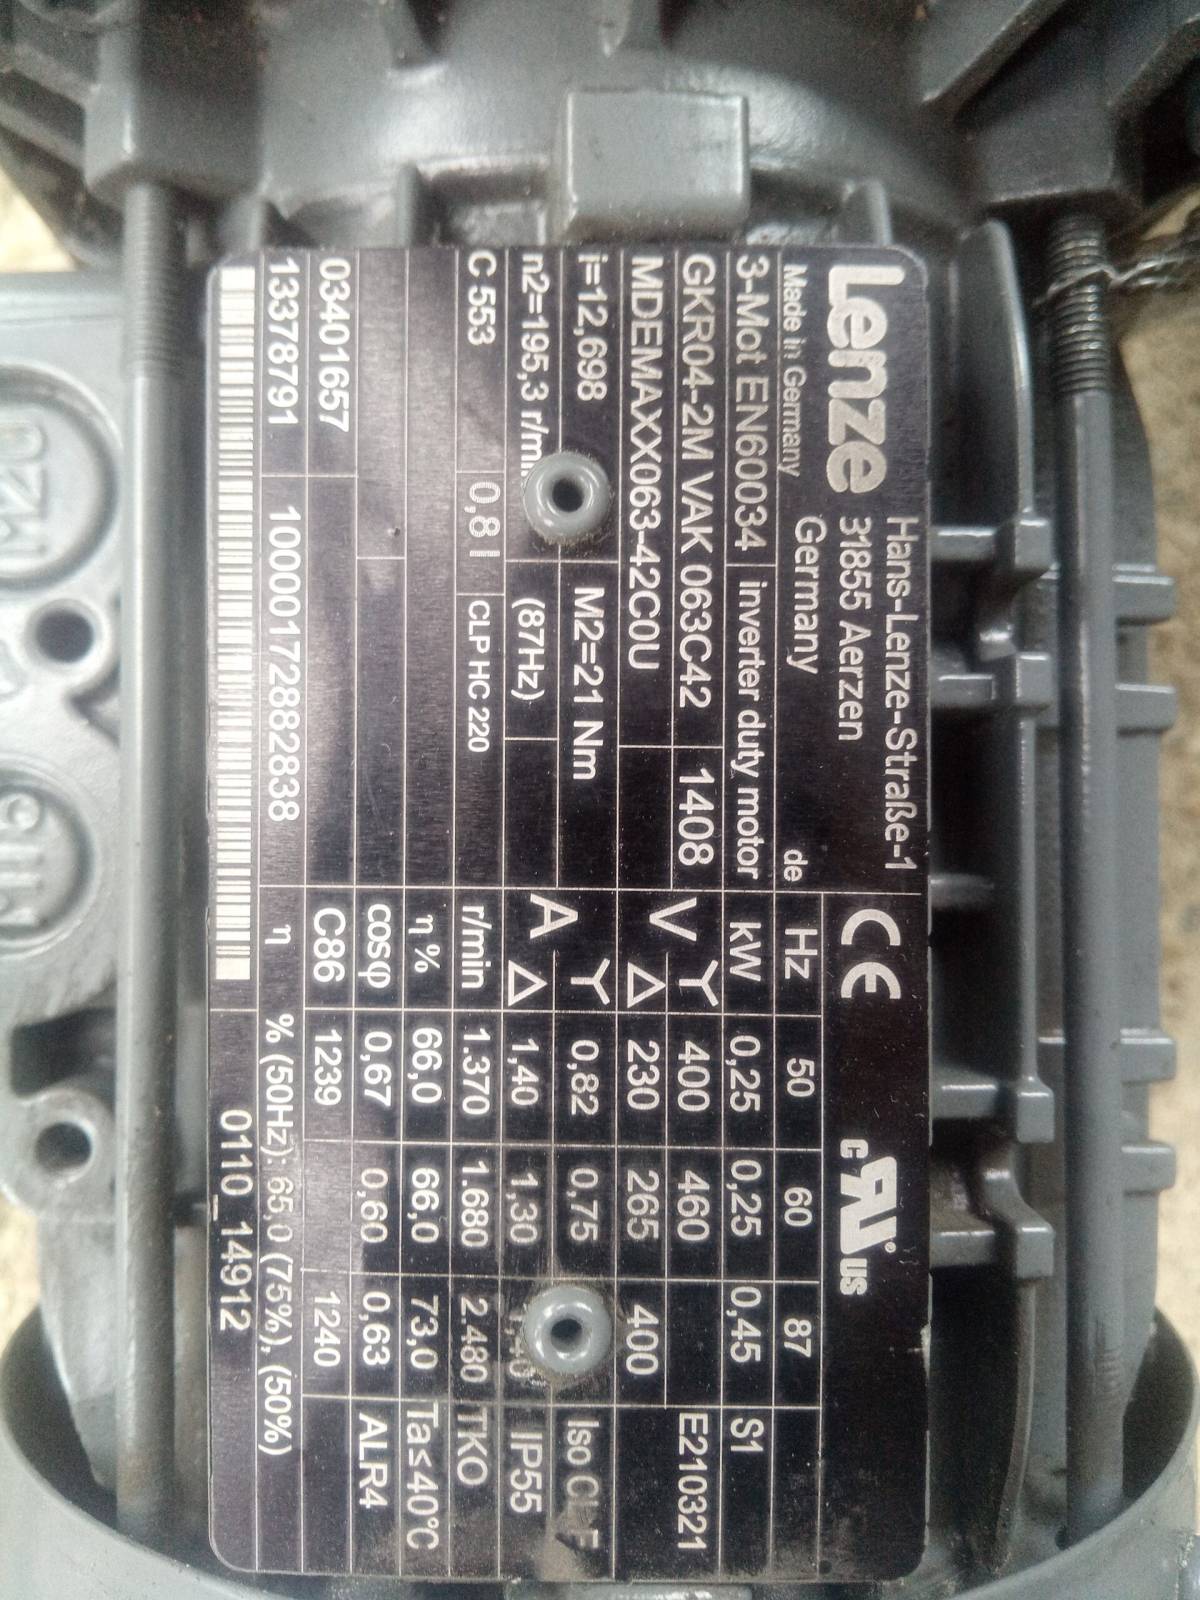 Lenze
Hans-Lenze-Straße-1
31855 Aerzen
Made in Germany
Germany
de
3-Mot EN60034
inverter duty motor
GKR04-2M VAK 063C42
1408
MDEMAXX063-42C0U
i=12,698
M2=21 Nm
n2=195,3
(87Hz)
C 553
0,8 l
CLP HC 220
03401657
13378791
1000017282838
CE
c UR® US
Hz 50 60 87
kW 0,25 0,25 0,45 S1
V Y 400 460 E210321
Δ 230 265 400
A Y 0,82 0,75 Iso Cl F
Δ 1,40 1,30 1,40 IP55
r/min 1.370 1.680 2.480 TKO
η % 66,0 66,0 73,0 Ta≤40°C
cosφ 0,67 0,60 0,63 ALR4
C86 1239 1240
η % (50Hz): 65,0 (75%), (50%)
0110_14912